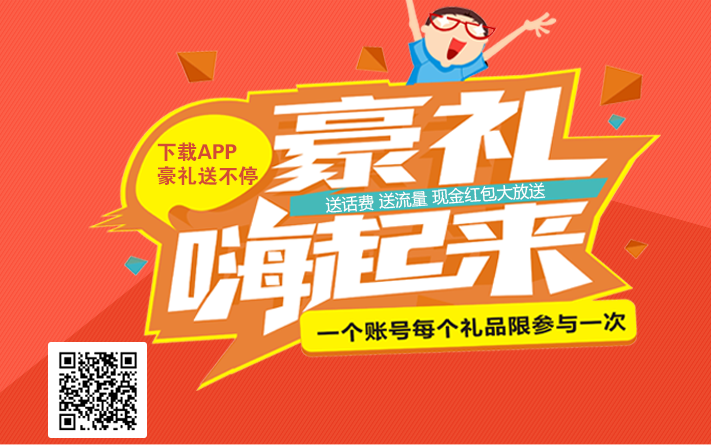 下载APP
豪礼送不停
豪礼
送话费 送流量 现金红包大放送
嗨起来
一个账号每个礼品限参与一次